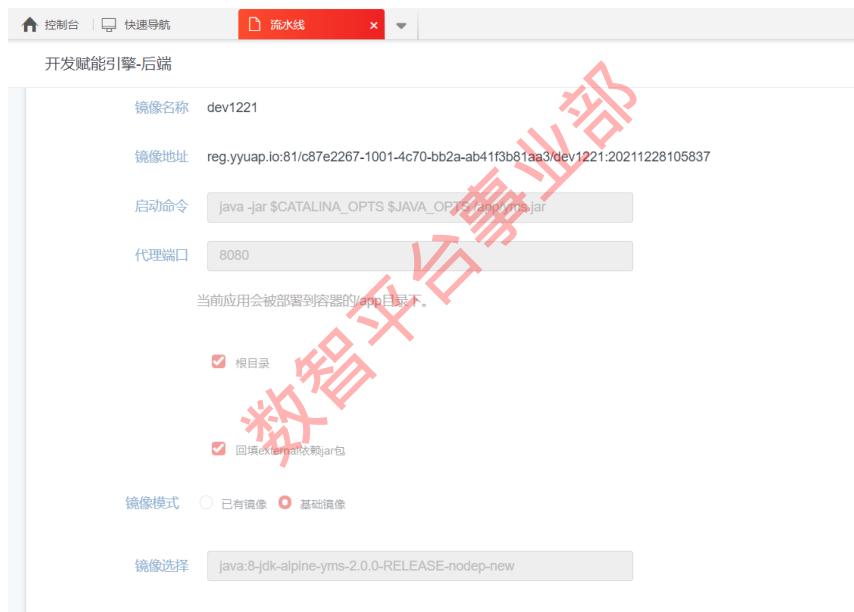 控制台 快速导航 流水线
开发赋能引擎-后端
镜像名称 dev1221
镜像地址 reg.yyuap.io:81/c87e2267-1001-4c70-bb2a-ab41f3b81aa3/dev1221:20211228105837
启动命令 java -jar $CATALINA_OPTS $JAVA_OPTS /app/yms.jar
代理端口 8080
当前应用会被部署到容器的/app目录下。
根目录
回填external依赖jar包
镜像模式 已有镜像 基础镜像
镜像选择 java:8-jdk-alpine-yms-2.0.0-RELEASE-nodep-new
数智平台事业部